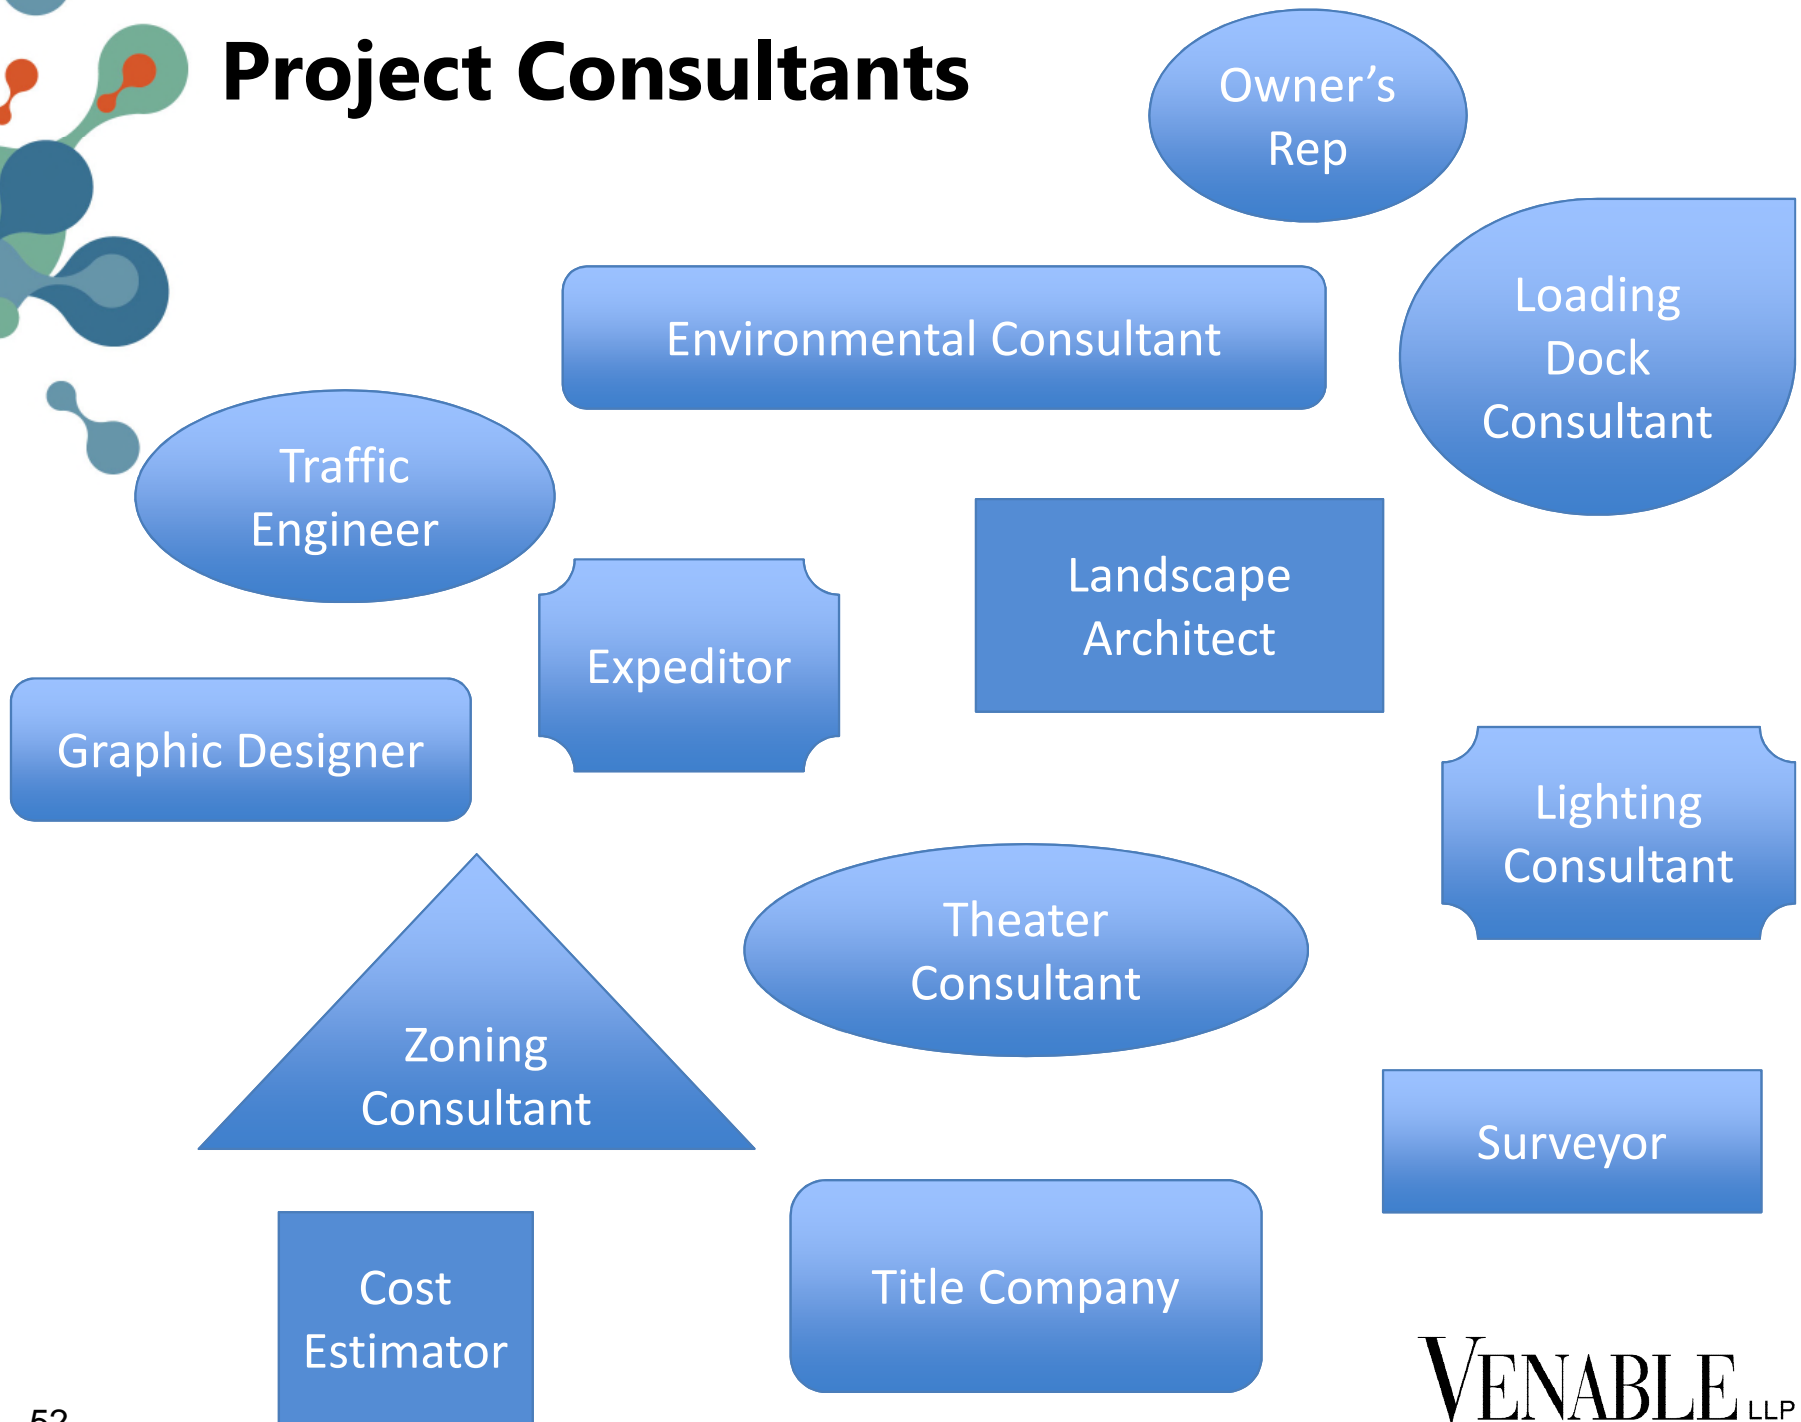 Project Consultants
Owner’s
Rep
Environmental Consultant
Loading
Dock
Consultant
Traffic
Engineer
Landscape
Architect
Expeditor
Graphic Designer
Lighting
Consultant
Theater
Consultant
Zoning
Consultant
Surveyor
Cost
Estimator
Title Company
VENABLE LLP
52